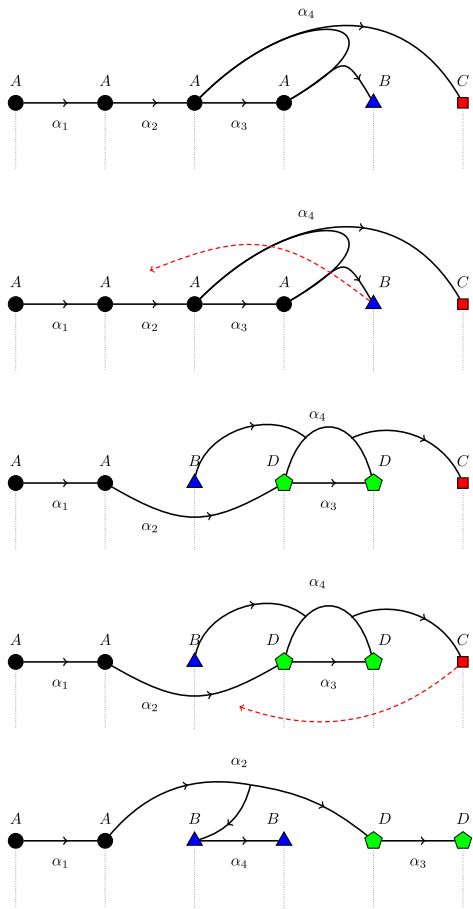 α₄
A A A A B C
α₁ α₂ α₃
α₄
A A A A B C
α₁ α₂ α₃
α₄
A A B D D C
α₁ α₂ α₃
α₄
A A B D D C
α₁ α₂ α₃
α₂
A A B B D D
α₁ α₄ α₃